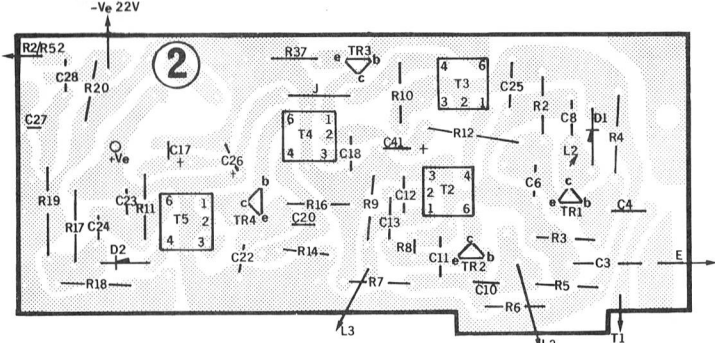 -Ve 22V
R2/R52
2
R37
TR3
e
b
c
4
6
T3
3
2
1
C28
R20
R10
C25
R2
C8
D1
R4
J
6
1
T4
2
4
3
C27
+Ve
C17
+
C26
+
C18
C41
+
R12
L2
R19
R17
C24
C23
R11
6
1
T5
2
4
3
b
c
TR4
e
R16
C20
R9
C13
C12
3
4
2
T2
1
6
C6
c
e
b
TR1
C4
D2
C22
R14
R8
C11
c
e
b
TR2
R3
C3
E
R18
R7
C10
R5
R6
L3
T1